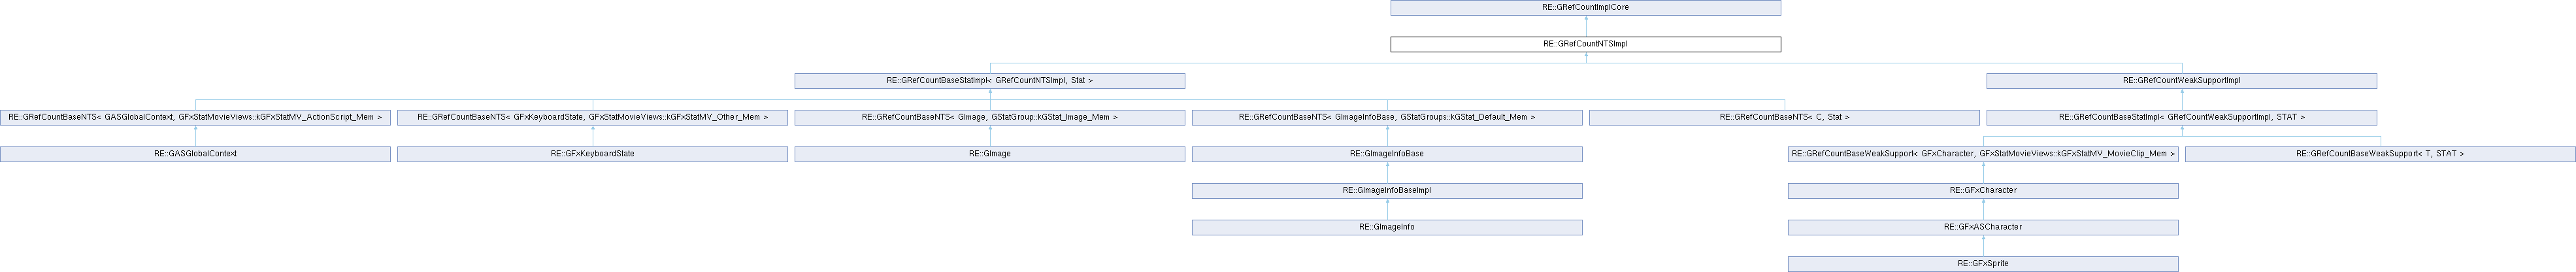 RE::GRefCountImplCore
RE::GRefCountNTSImpl
RE::GRefCountBaseStatImpl< GRefCountNTSImpl, Stat >
RE::GRefCountWeakSupportImpl
RE::GRefCountBaseNTS< GASGlobalContext, GFxStatMovieViews::kGFxStatMV_ActionScript_Mem >
RE::GRefCountBaseNTS< GFxKeyboardState, GFxStatMovieViews::kGFxStatMV_Other_Mem >
RE::GRefCountBaseNTS< GImage, GStatGroup::kGStat_Image_Mem >
RE::GRefCountBaseNTS< GImageInfoBase, GStatGroups::kGStat_Default_Mem >
RE::GRefCountBaseNTS< C, Stat >
RE::GRefCountBaseStatImpl< GRefCountWeakSupportImpl, STAT >
RE::GASGlobalContext
RE::GFxKeyboardState
RE::GImage
RE::GImageInfoBase
RE::GRefCountBaseWeakSupport< GFxCharacter, GFxStatMovieViews::kGFxStatMV_MovieClip_Mem >
RE::GRefCountBaseWeakSupport< T, STAT >
RE::GImageInfoBaseImpl
RE::GFxCharacter
RE::GImageInfo
RE::GFxASCharacter
RE::GFxSprite